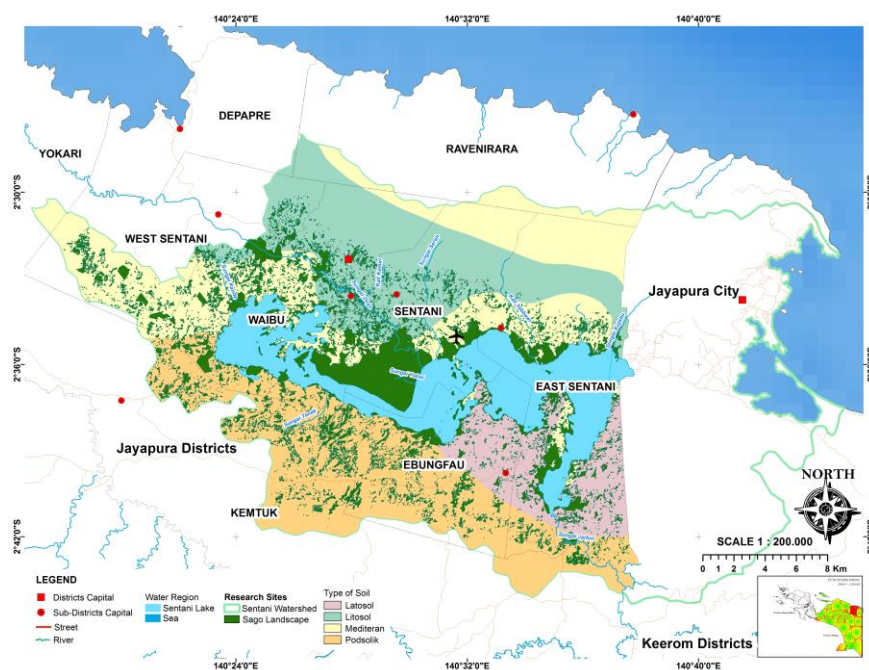 140°24'0"E
140°32'0"E
140°40'0"E
DEPAPRE
YOKARI
RAVENIRARA
2°30'0"S
WEST SENTANI
Jayapura City
WAIBU
SENTANI
2°36'0"S
EAST SENTANI
Jayapura Districts
EBUNGFAU
KEMTUK
NORTH
2°42'0"S
SCALE 1 : 200.000
0 2 4 8 Km
LEGEND
Districts Capital
Sub-Districts Capital
Street
River
Water Region
Sentani Lake
Sea
Research Sites
Sentani Watershed
Sago Landscape
Type of Soil
Latosol
Litosol
Mediteran
Podsolik
Keerom Districts
140°24'0"E
140°32'0"E
140°40'0"E